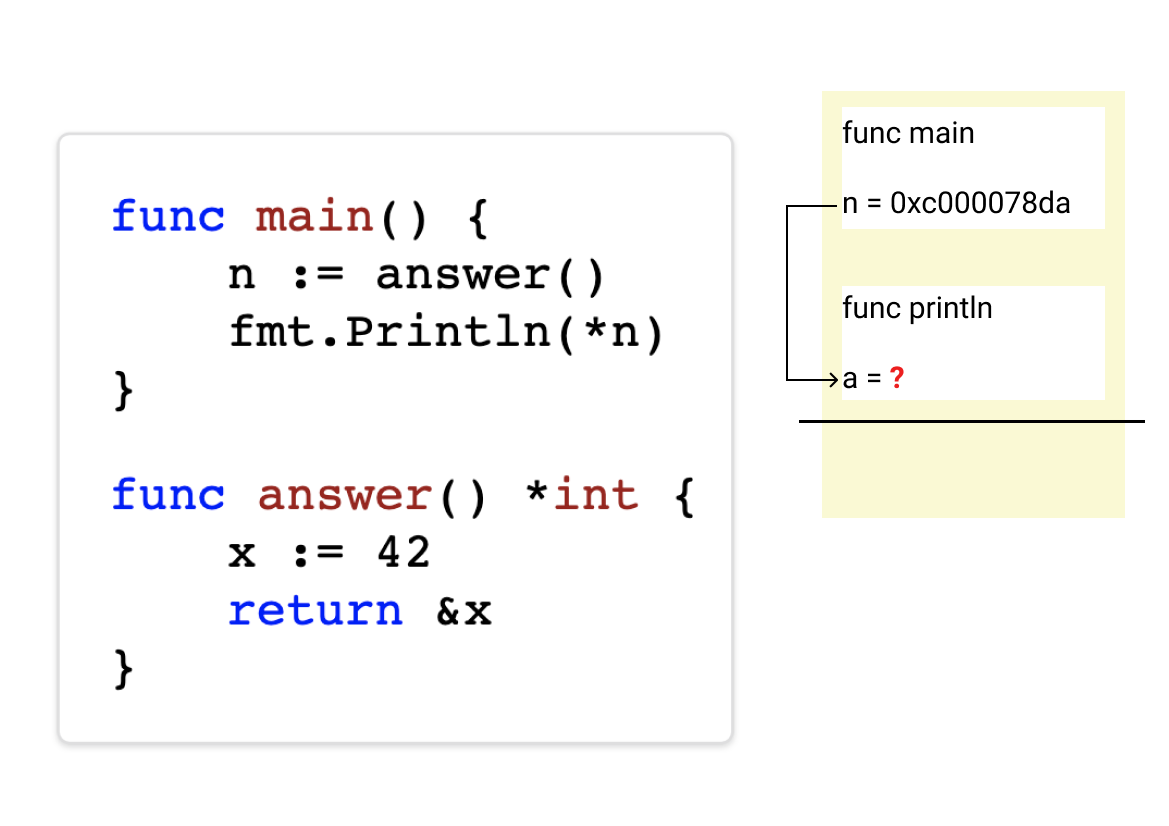 func main() {
    n := answer()
    fmt.Println(*n)
}

func answer() *int {
    x := 42
    return &x
}
func main
n = 0xc000078da
func println
a = ?